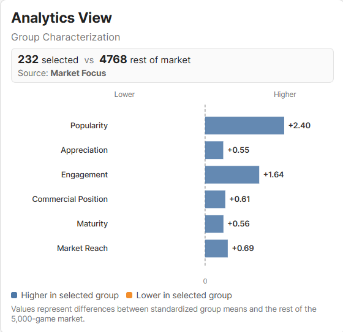 Analytics View
Group Characterization
232 selected vs 4768 rest of market
Source: Market Focus
Lower Higher
Popularity +2.40
Appreciation +0.55
Engagement +1.64
Commercial Position +0.61
Maturity +0.56
Market Reach +0.69
0
Higher in selected group Lower in selected group
Values represent differences between standardized group means and the rest of the
5,000-game market.